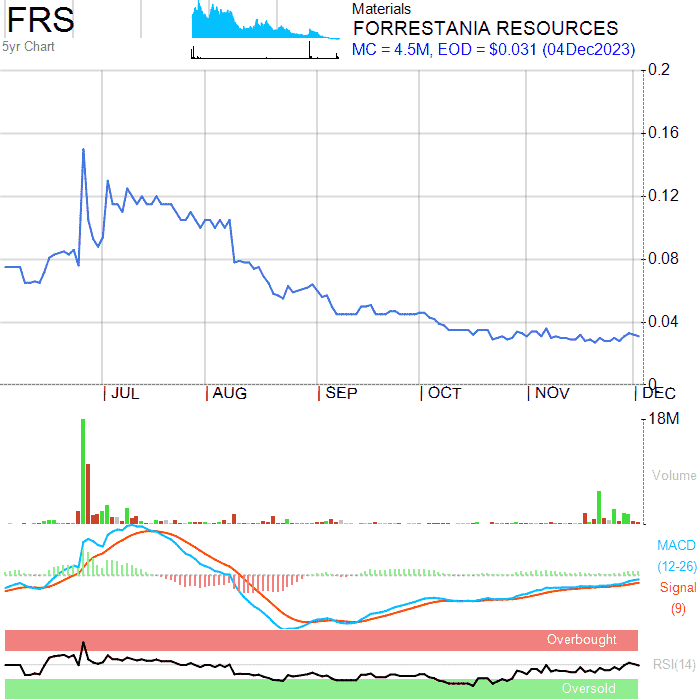 FRS
5yr Chart
Materials
FORRESTANIA RESOURCES
MC = 4.5M, EOD = $0.031 (04Dec2023)
0.2
0.16
0.12
0.08
0.04
0
JUL AUG SEP OCT NOV DEC
18M
Volume
MACD
(12-26)
Signal
(9)
Overbought
RSI(14)
Oversold